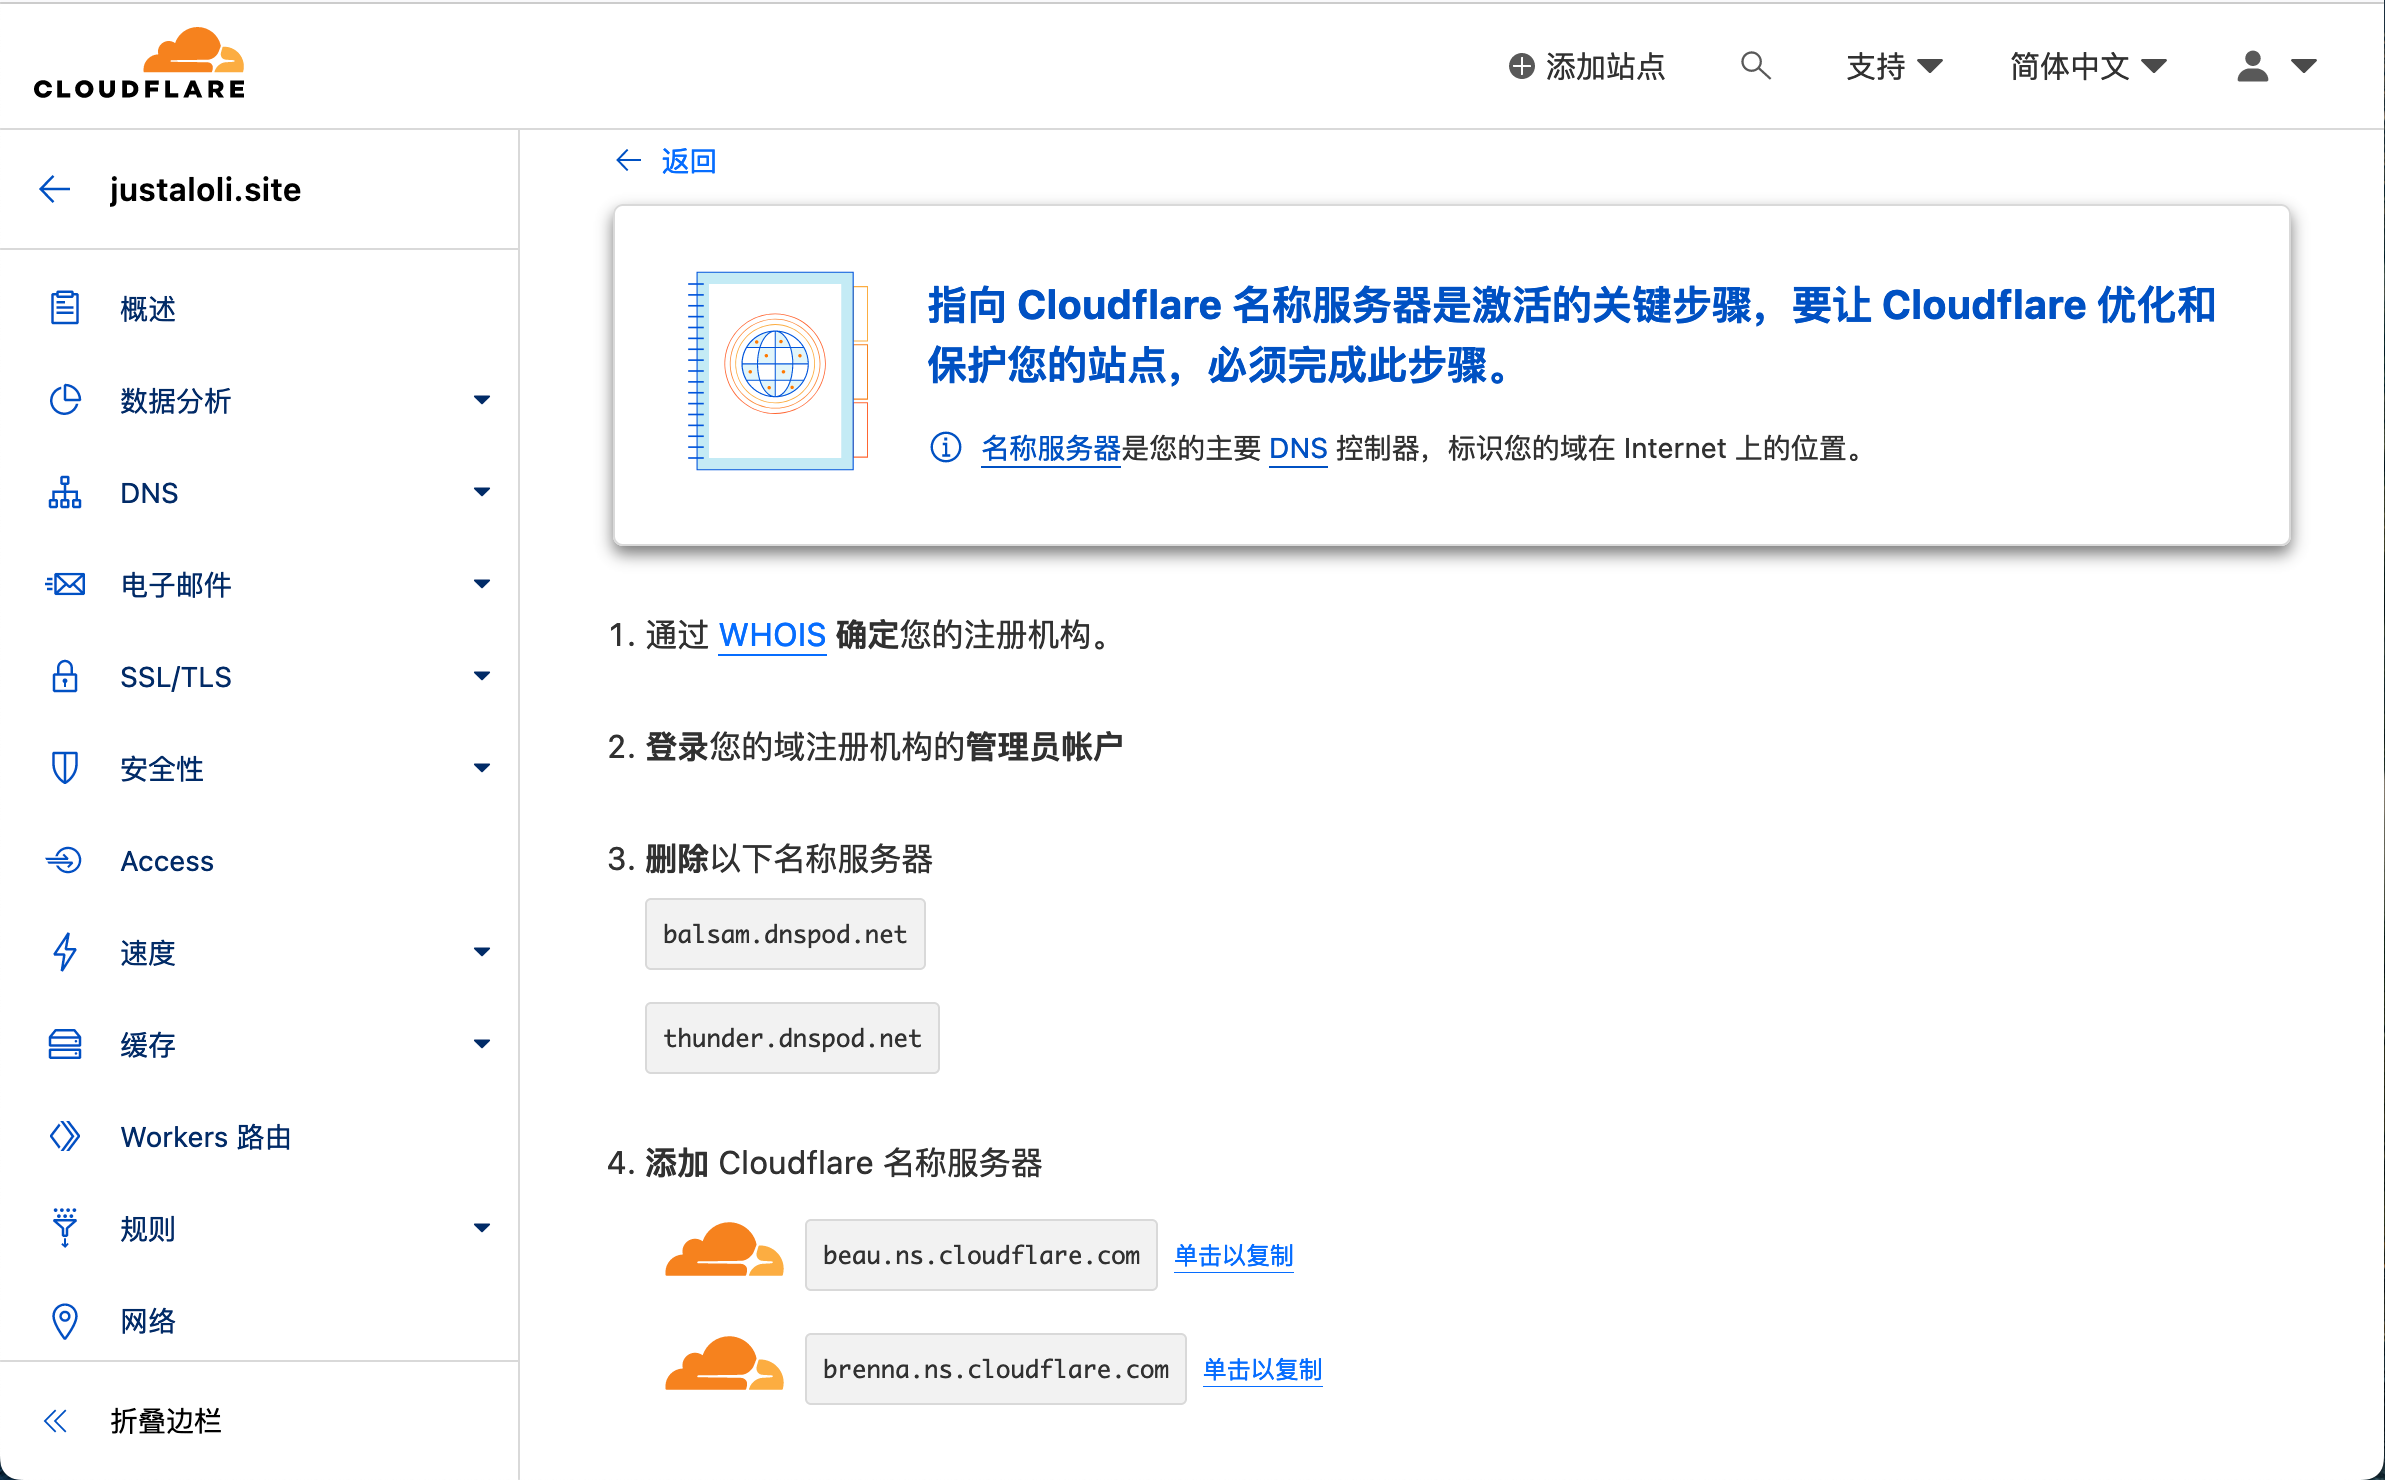 CLOUDFLARE
添加站点
支持
简体中文
justaloli.site
概述
数据分析
DNS
电子邮件
SSL/TLS
安全性
Access
速度
缓存
Workers 路由
规则
网络
折叠边栏
返回
指向 Cloudflare 名称服务器是激活的关键步骤，要让 Cloudflare 优化和
保护您的站点，必须完成此步骤。
名称服务器是您的主要 DNS 控制器，标识您的域在 Internet 上的位置。
1. 通过 WHOIS 确定您的注册机构。
2. 登录您的域注册机构的管理员帐户
3. 删除以下名称服务器
balsam.dnspod.net
thunder.dnspod.net
4. 添加 Cloudflare 名称服务器
beau.ns.cloudflare.com 单击以复制
brenna.ns.cloudflare.com 单击以复制